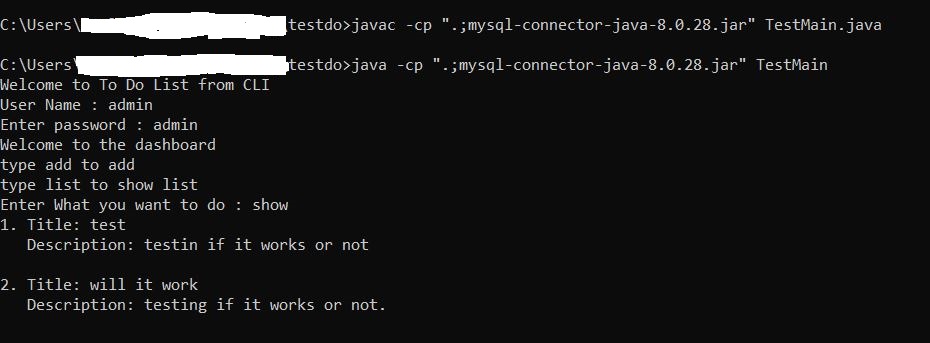 C:\Users\testdo>javac -cp ".;mysql-connector-java-8.0.28.jar" TestMain.java
C:\Users\testdo>java -cp ".;mysql-connector-java-8.0.28.jar" TestMain
Welcome to To Do List from CLI
User Name : admin
Enter password : admin
Welcome to the dashboard
type add to add
type list to show list
Enter What you want to do : show
1. Title: test
Description: testin if it works or not
2. Title: will it work
Description: testing if it works or not.